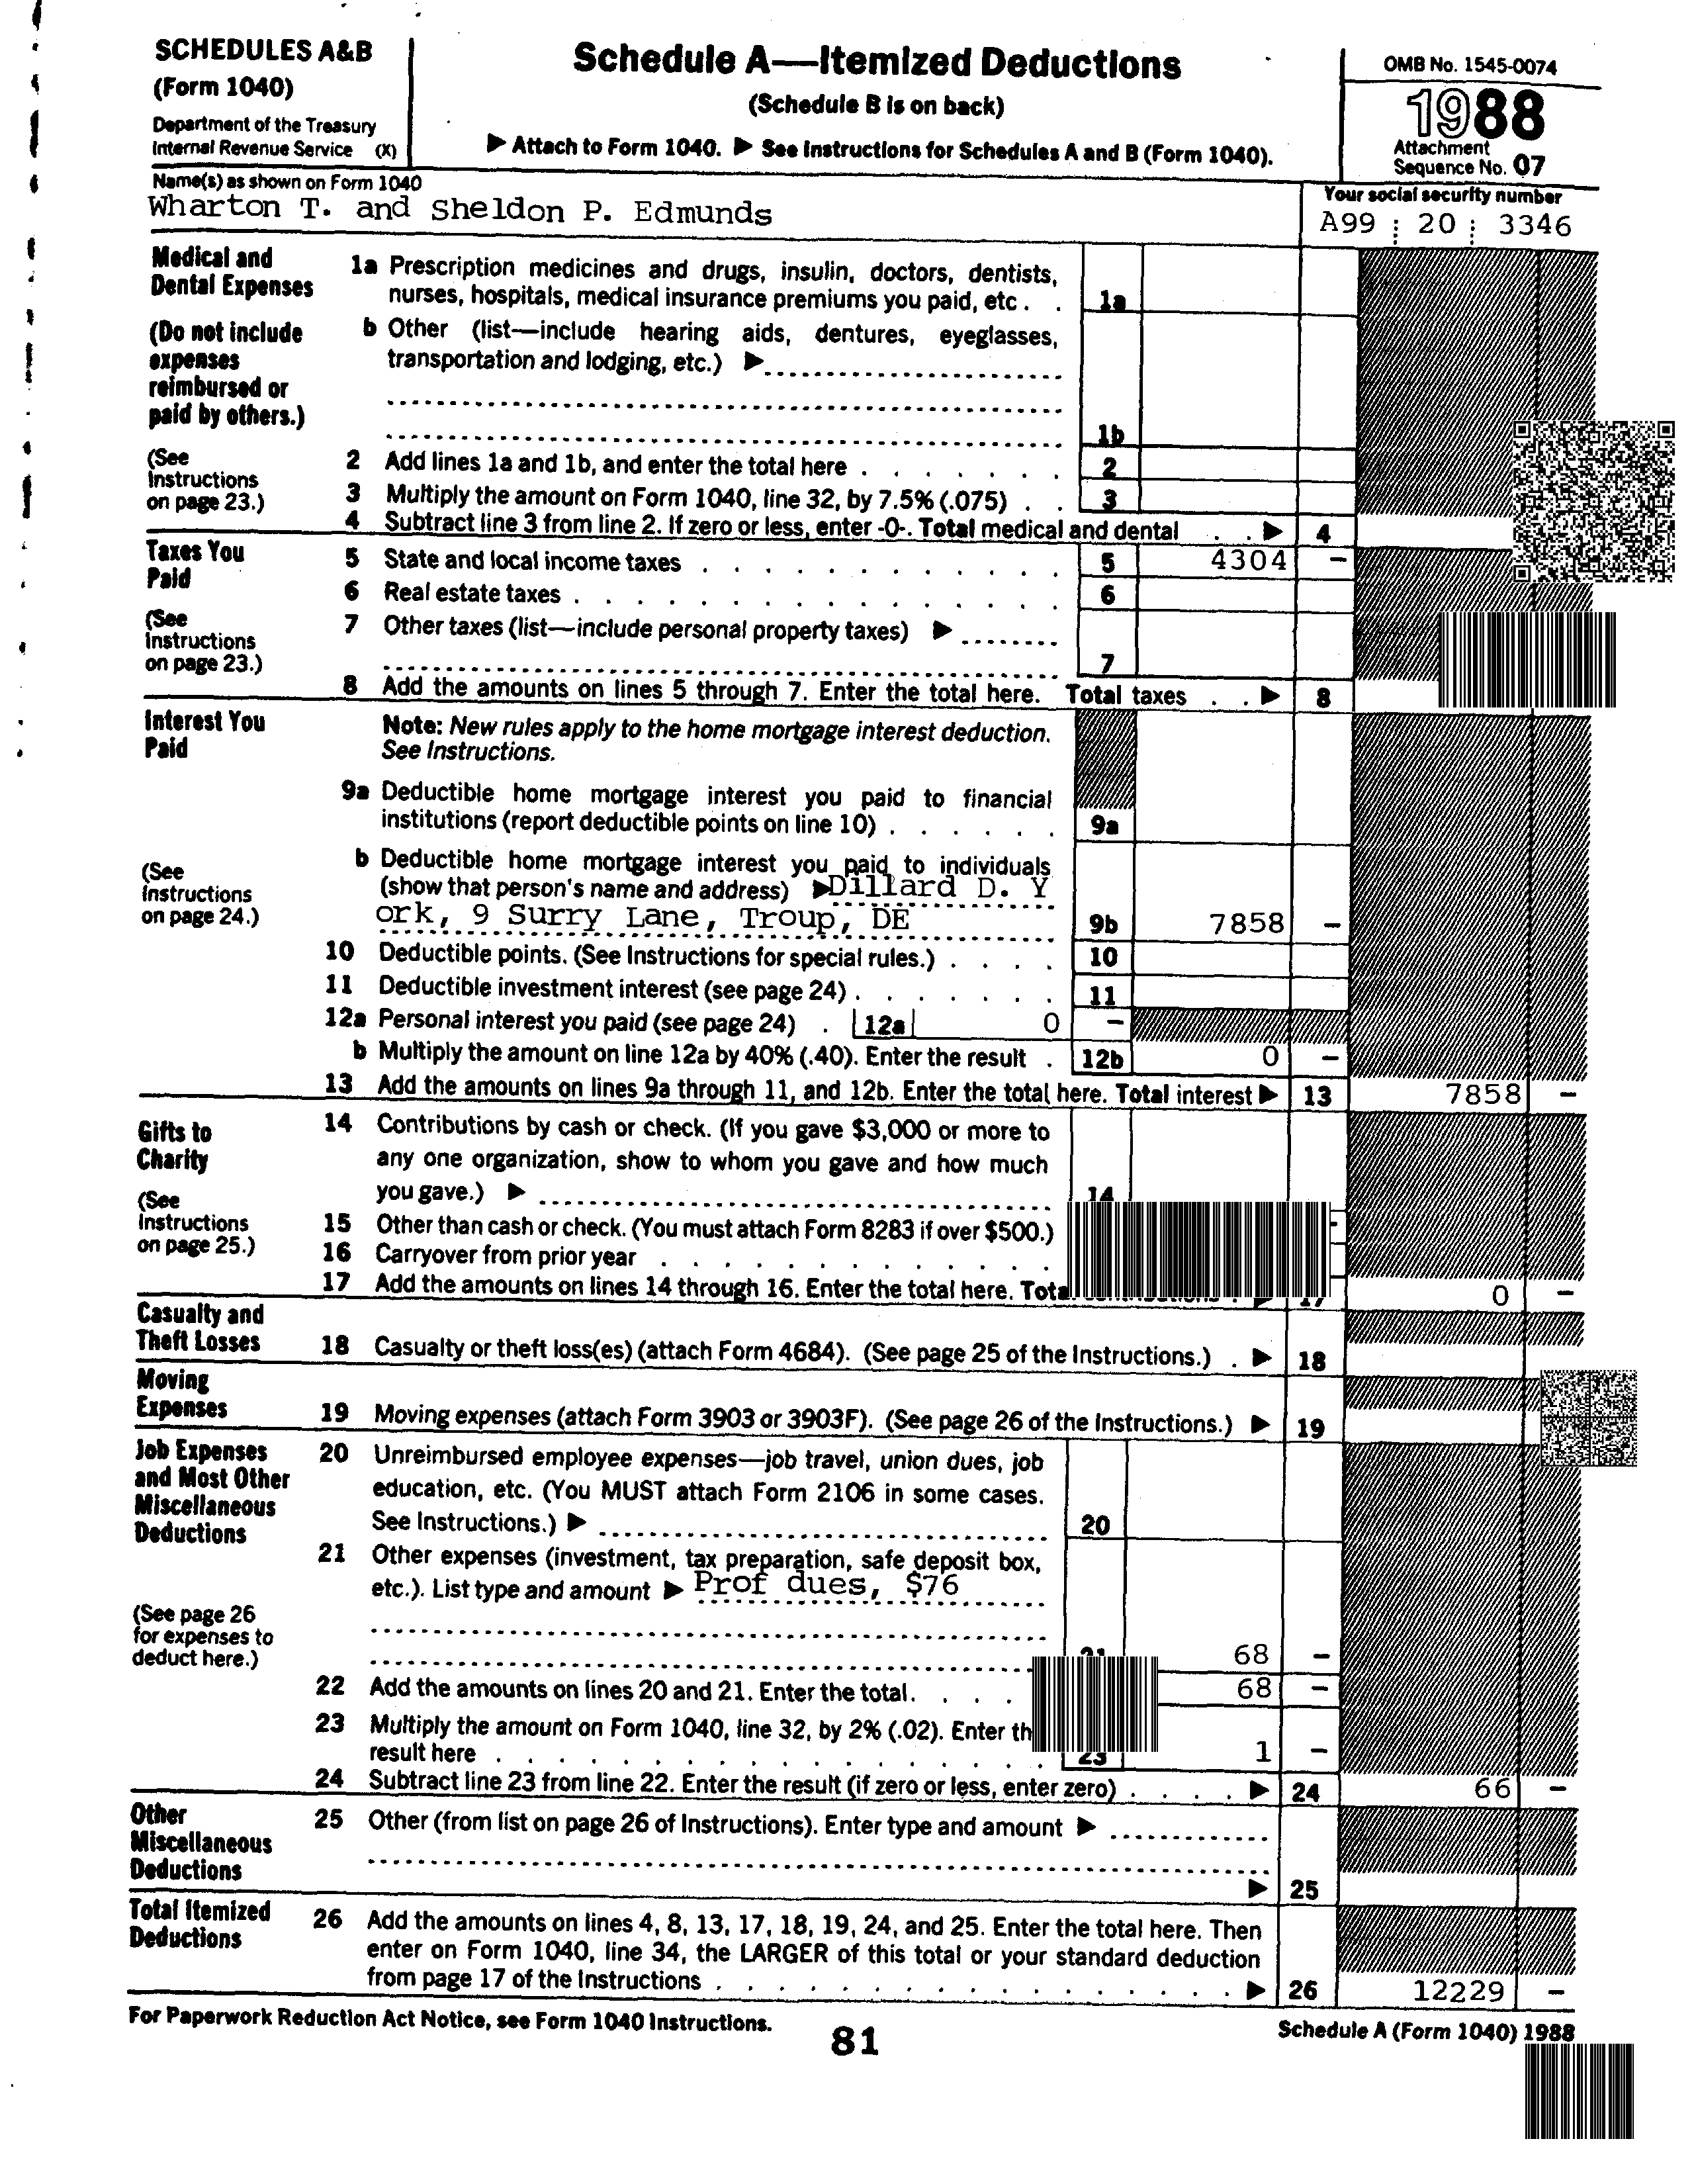 SCHEDULES A&B
(Form 1040)
Department of the Treasury
Internal Revenue Service (X)
Schedule A—Itemized Deductions
(Schedule B is on back)
▶ Attach to Form 1040. ▶ See Instructions for Schedules A and B (Form 1040).
OMB No. 1545-0074
1988
Attachment
Sequence No. 07
Name(s) as shown on Form 1040
Wharton T. and Sheldon P. Edmunds
Your social security number
A99 : 20 : 3346
Medical and
Dental Expenses
(Do not include
expenses
reimbursed or
paid by others.)
(See
Instructions
on page 23.)
1a Prescription medicines and drugs, insulin, doctors, dentists,
nurses, hospitals, medical insurance premiums you paid, etc . . 1a
b Other (list—include hearing aids, dentures, eyeglasses,
transportation and lodging, etc.) ▶
1b
2 Add lines 1a and 1b, and enter the total here . . . . . . . 2
3 Multiply the amount on Form 1040, line 32, by 7.5% (.075) . . 3
4 Subtract line 3 from line 2. If zero or less, enter -0-. Total medical and dental . . ▶ 4
Taxes You
Paid
(See
Instructions
on page 23.)
5 State and local income taxes . . . . . . . . . . . 5 4304 –
6 Real estate taxes . . . . . . . . . . . . . . . 6
7 Other taxes (list—include personal property taxes) ▶
7
8 Add the amounts on lines 5 through 7. Enter the total here. Total taxes . . ▶ 8
Interest You
Paid
(See
Instructions
on page 24.)
Note: New rules apply to the home mortgage interest deduction.
See Instructions.
9a Deductible home mortgage interest you paid to financial
institutions (report deductible points on line 10) . . . . . . 9a
b Deductible home mortgage interest you paid to individuals
(show that person's name and address) ▶ Dillard D. Y
ork, 9 Surry Lane, Troup, DE 9b 7858 –
10 Deductible points. (See Instructions for special rules.) . . . . 10
11 Deductible investment interest (see page 24) . . . . . . . 11
12a Personal interest you paid (see page 24) . 12a 0 –
b Multiply the amount on line 12a by 40% (.40). Enter the result . 12b 0 –
13 Add the amounts on lines 9a through 11, and 12b. Enter the total here. Total interest ▶ 13 7858 –
Gifts to
Charity
(See
Instructions
on page 25.)
14 Contributions by cash or check. (If you gave $3,000 or more to
any one organization, show to whom you gave and how much
you gave.) ▶ 14
15 Other than cash or check. (You must attach Form 8283 if over $500.)
16 Carryover from prior year . . . . . . . . . . . . .
17 Add the amounts on lines 14 through 16. Enter the total here. 17 0 –
Casualty and
Theft Losses
18 Casualty or theft loss(es) (attach Form 4684). (See page 25 of the Instructions.) . ▶ 18
Moving
Expenses
19 Moving expenses (attach Form 3903 or 3903F). (See page 26 of the Instructions.) ▶ 19
Job Expenses
and Most Other
Miscellaneous
Deductions
(See page 26
for expenses to
deduct here.)
20 Unreimbursed employee expenses—job travel, union dues, job
education, etc. (You MUST attach Form 2106 in some cases.
See Instructions.) ▶ 20
21 Other expenses (investment, tax preparation, safe deposit box,
etc.). List type and amount ▶ Prof dues, $76
21 68 –
22 Add the amounts on lines 20 and 21. Enter the total. . . . . 68 –
23 Multiply the amount on Form 1040, line 32, by 2% (.02). Enter
result here . . . . . . . . . . . . . . . . . 23 1 –
24 Subtract line 23 from line 22. Enter the result (if zero or less, enter zero) . . . . ▶ 24 66 –
Other
Miscellaneous
Deductions
25 Other (from list on page 26 of Instructions). Enter type and amount ▶
▶ 25
Total Itemized
Deductions
26 Add the amounts on lines 4, 8, 13, 17, 18, 19, 24, and 25. Enter the total here. Then
enter on Form 1040, line 34, the LARGER of this total or your standard deduction
from page 17 of the Instructions . . . . . . . . . . . . . . . . ▶ 26 12229 –
For Paperwork Reduction Act Notice, see Form 1040 Instructions.
81
Schedule A (Form 1040) 1988